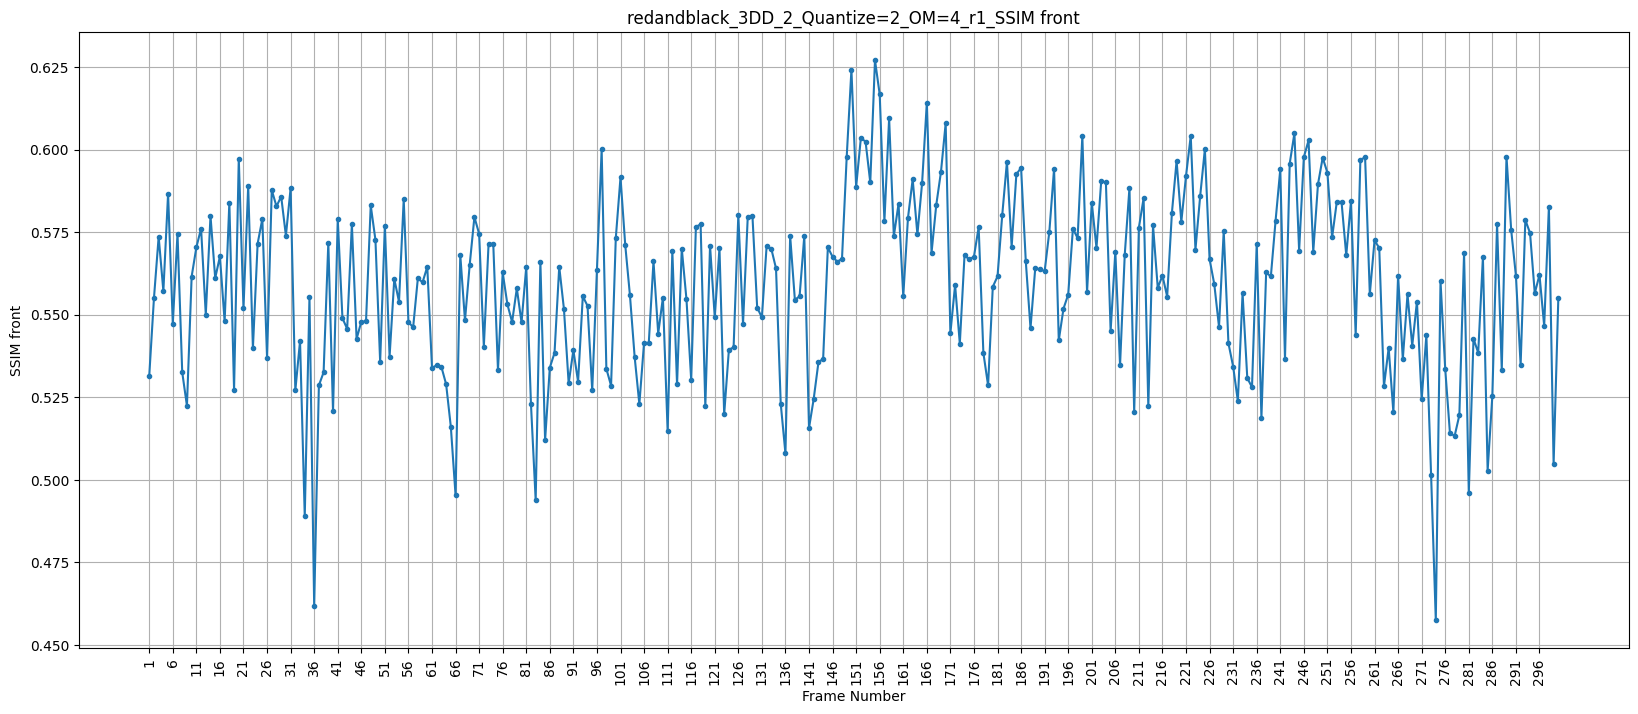 redandblack_3DD_2_Quantize=2_OM=4_r1_SSIM front
0.625
0.600
0.575
0.550
0.525
0.500
0.475
0.450
SSIM front
1 6 11 16 21 26 31 36 41 46 51 56 61 66 71 76 81 86 91 96 101 106 111 116 121 126 131 136 141 146 151 156 161 166 171 176 181 186 191 196 201 206 211 216 221 226 231 236 241 246 251 256 261 266 271 276 281 286 291 296
Frame Number